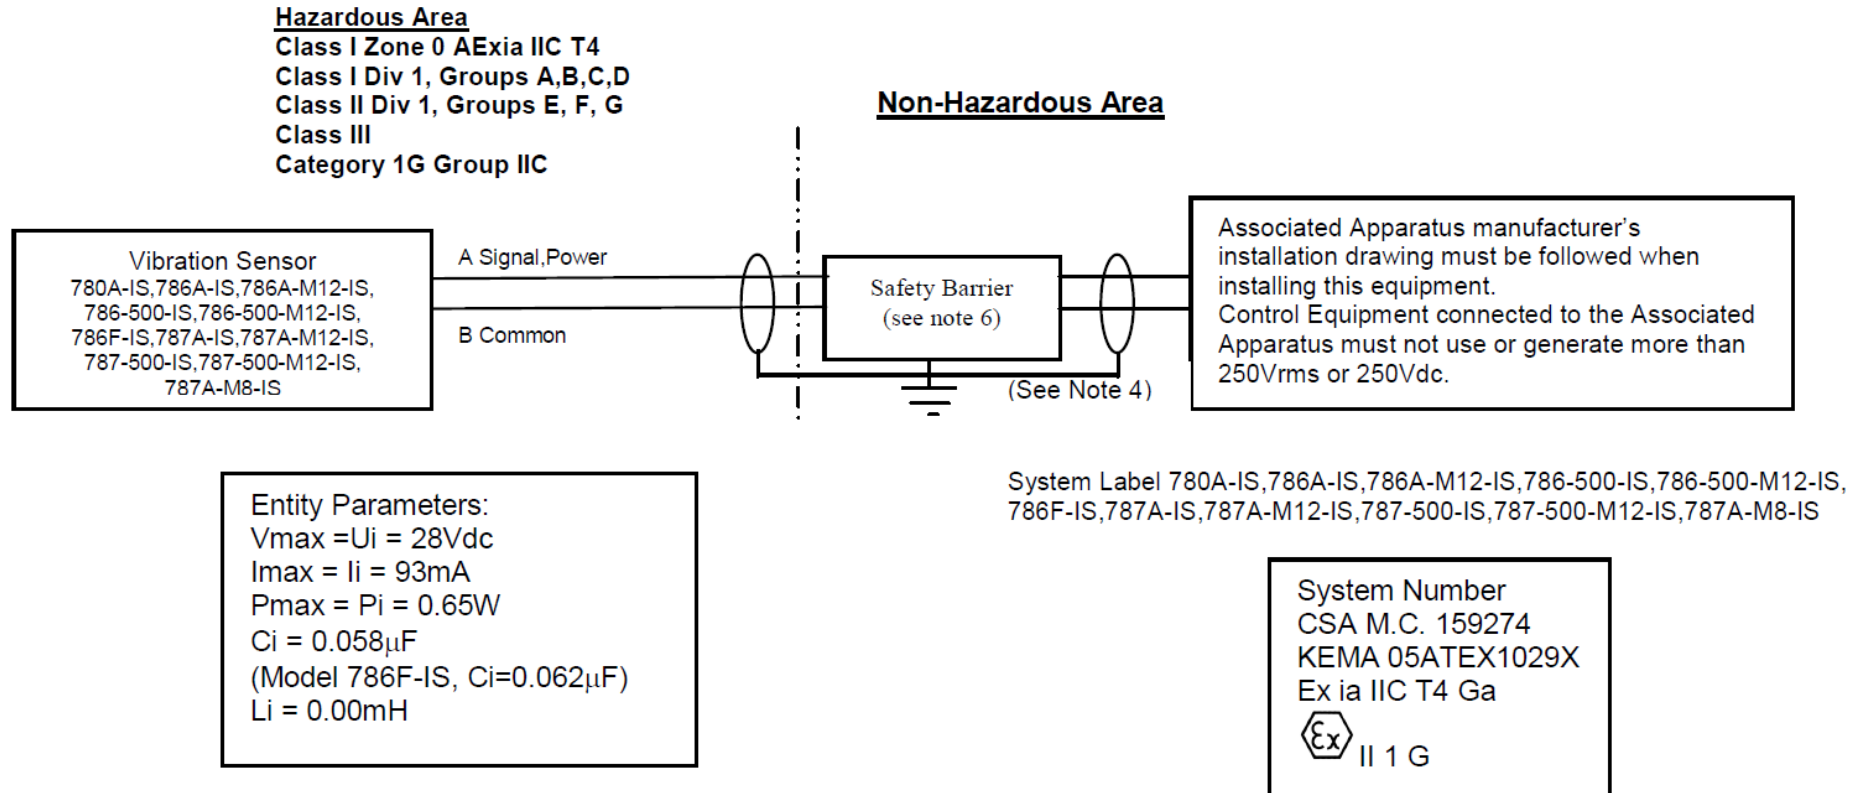 Hazardous Area
Class I Zone 0 AExia IIC T4
Class I Div 1, Groups A,B,C,D
Class II Div 1, Groups E, F, G
Class III
Category 1G Group IIC
Non-Hazardous Area
Vibration Sensor
780A-IS,786A-IS,786A-M12-IS,
786-500-IS,786-500-M12-IS,
786F-IS,787A-IS,787A-M12-IS,
787-500-IS,787-500-M12-IS,
787A-M8-IS
A Signal,Power
B Common
Safety Barrier
(see note 6)
(See Note 4)
Associated Apparatus manufacturer's
installation drawing must be followed when
installing this equipment.
Control Equipment connected to the Associated
Apparatus must not use or generate more than
250Vrms or 250Vdc.
Entity Parameters:
Vmax =Ui = 28Vdc
Imax = Ii = 93mA
Pmax = Pi = 0.65W
Ci = 0.058µF
(Model 786F-IS, Ci=0.062µF)
Li = 0.00mH
System Label 780A-IS,786A-IS,786A-M12-IS,786-500-IS,786-500-M12-IS,
786F-IS,787A-IS,787A-M12-IS,787-500-IS,787-500-M12-IS,787A-M8-IS
System Number
CSA M.C. 159274
KEMA 05ATEX1029X
Ex ia IIC T4 Ga
Ex II 1 G